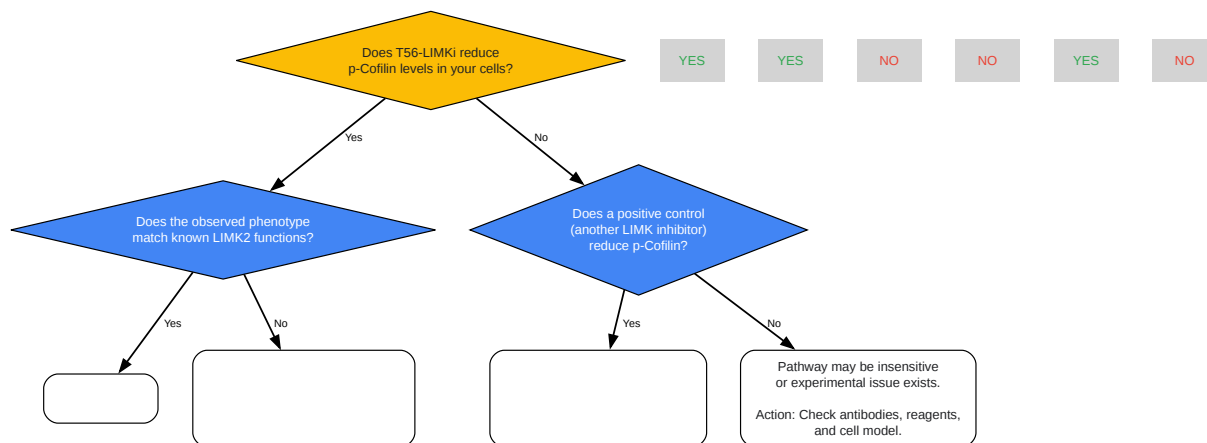 Does T56-LIMKi reduce
p-Cofilin levels in your cells?
YES
YES
NO
NO
YES
NO
Yes
No
Does the observed phenotype
match known LIMK2 functions?
Does a positive control
(another LIMK inhibitor)
reduce p-Cofilin?
Yes
No
Yes
No
Pathway may be insensitive
or experimental issue exists.
Action: Check antibodies, reagents,
and cell model.